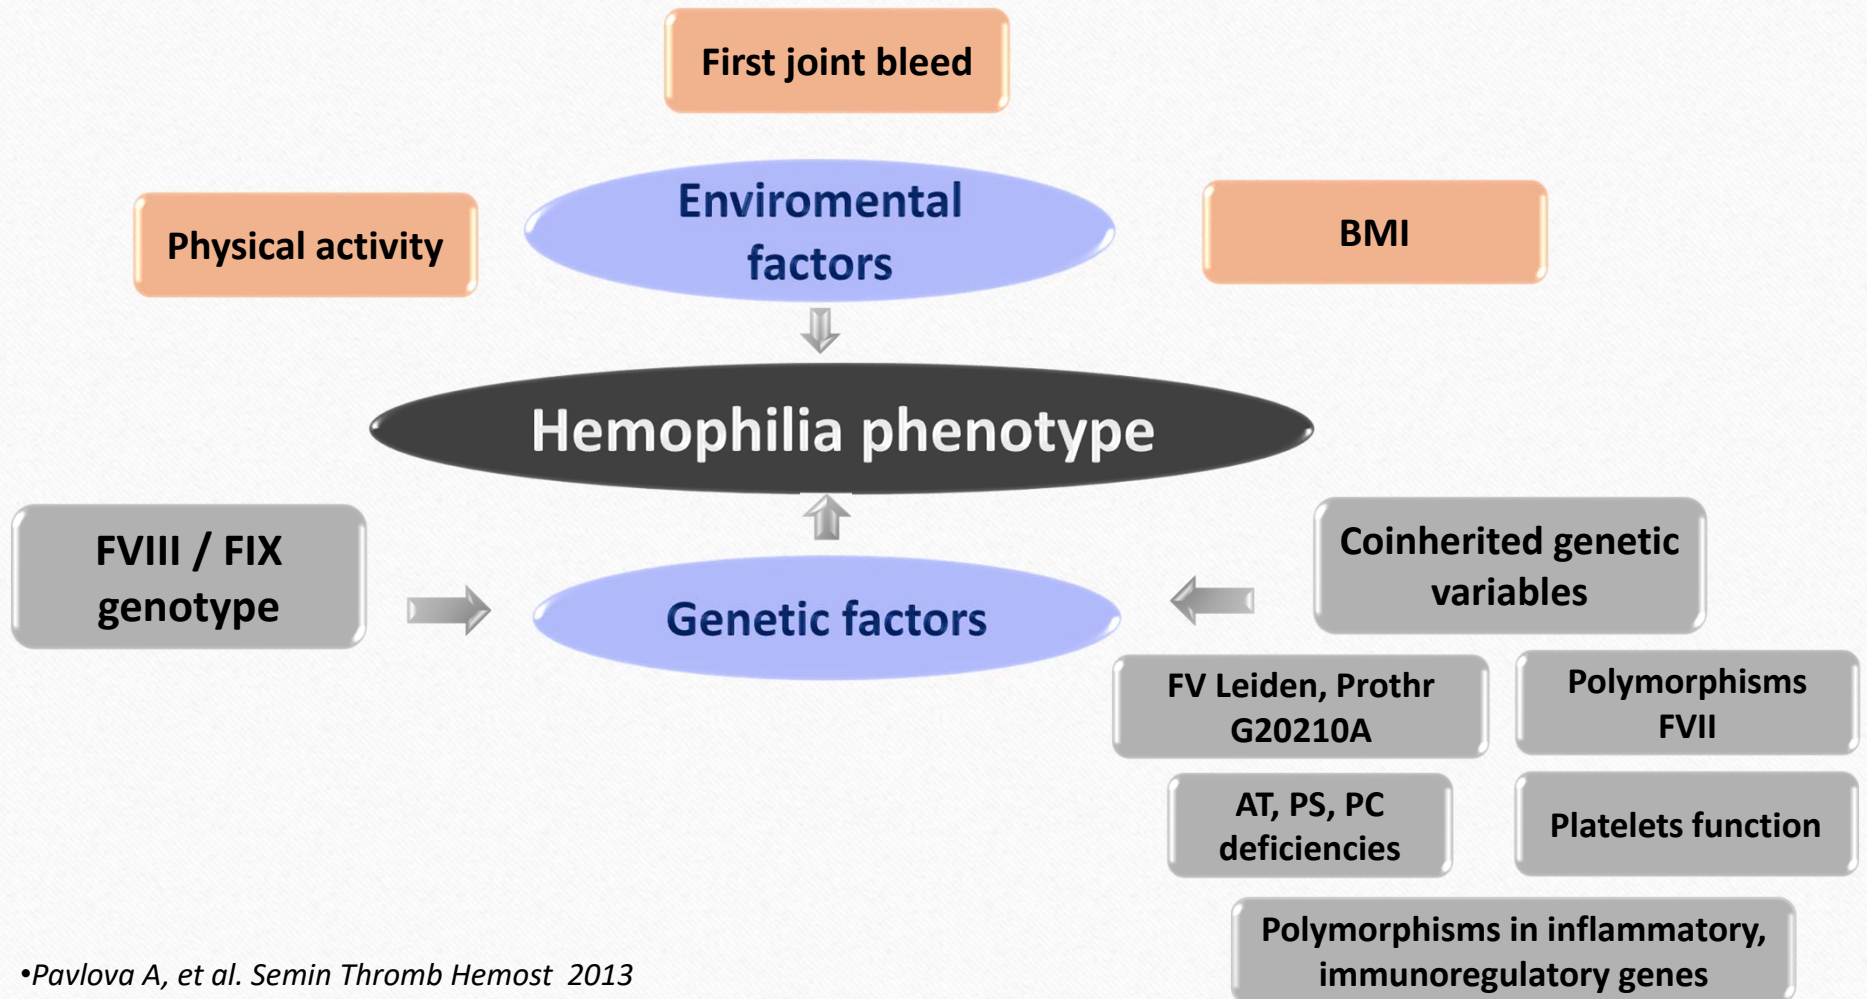 First joint bleed
Enviromental
factors
Physical activity
BMI
Hemophilia phenotype
FVIII / FIX
genotype
Genetic factors
Coinherited genetic
variables
FV Leiden, Prothr
G20210A
Polymorphisms
FVII
AT, PS, PC
deficiencies
Platelets function
Polymorphisms in inflammatory,
immunoregulatory genes
•Pavlova A, et al. Semin Thromb Hemost  2013